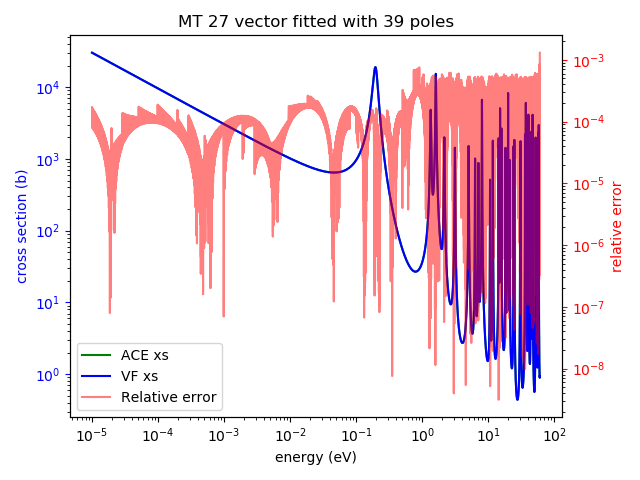 MT 27 vector fitted with 39 poles
cross section (b)
10⁴
10³
10²
10¹
10⁰
10⁻³
10⁻⁴
10⁻⁵
10⁻⁶
10⁻⁷
10⁻⁸
relative error
ACE xs
VF xs
Relative error
10⁻⁵ 10⁻⁴ 10⁻³ 10⁻² 10⁻¹ 10⁰ 10¹ 10²
energy (eV)